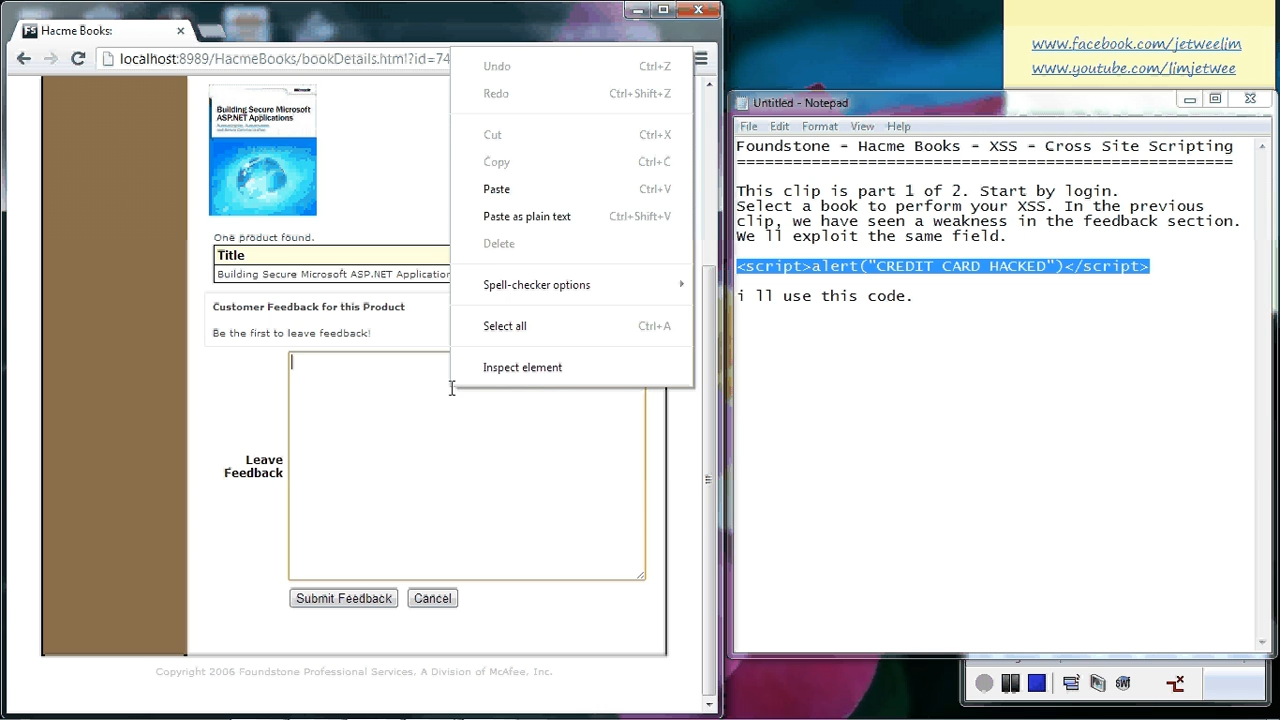 Hacme Books:
localhost:8989/HacmeBooks/bookDetails.html?id=74
Building Secure Microsoft
ASP.NET Applications
One product found.
Title
Building Secure Microsoft ASP.NET Application
Customer Feedback for this Product
Be the first to leave feedback!
Leave
Feedback
Submit Feedback Cancel
Copyright 2006 Foundstone Professional Services, A Division of McAfee, Inc.
Undo Ctrl+Z
Redo Ctrl+Shift+Z
Cut Ctrl+X
Copy Ctrl+C
Paste Ctrl+V
Paste as plain text Ctrl+Shift+V
Delete
Spell-checker options
Select all Ctrl+A
Inspect element
www.facebook.com/jetweelim
www.youtube.com/limjetwee
Untitled - Notepad
File Edit Format View Help
Foundstone - Hacme Books - XSS - Cross Site Scripting
=====================================================
This clip is part 1 of 2. Start by login.
Select a book to perform your XSS. In the previous
clip, we have seen a weakness in the feedback section.
We ll exploit the same field.
<script>alert("CREDIT CARD HACKED")</script>
i ll use this code.